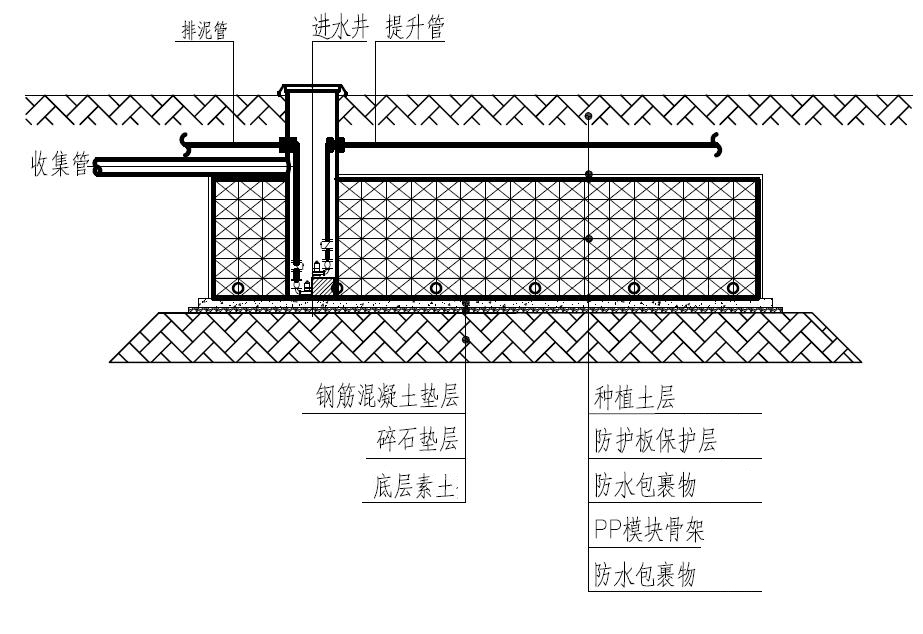 排泥管
进水井
提升管
收集管
钢筋混凝土垫层
碎石垫层
底层素土
种植土层
防护板保护层
防水包裹物
PP模块骨架
防水包裹物